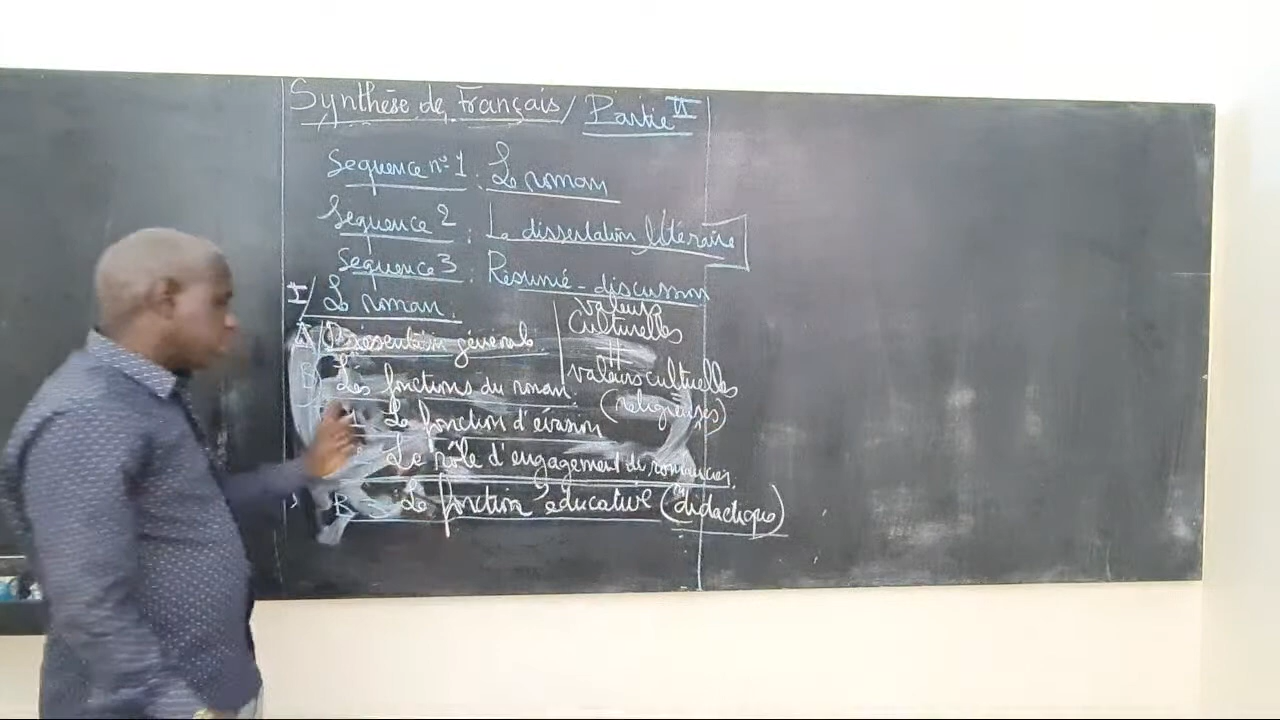 Synthèse de Français / Partie II
Sequence n° 1 : Le roman
Sequence 2 : La dissertation littéraire
Sequence 3 : Résumé - discussion
I/ Le roman.
A/ Présentation générale
B Les fonctions du roman.
1 La fonction d'évasion
Le rôle d'engagement du romancier.
B La fonction éducative (didactique)
valeurs
Culturelles
valeurs culturelles
(religieuses)